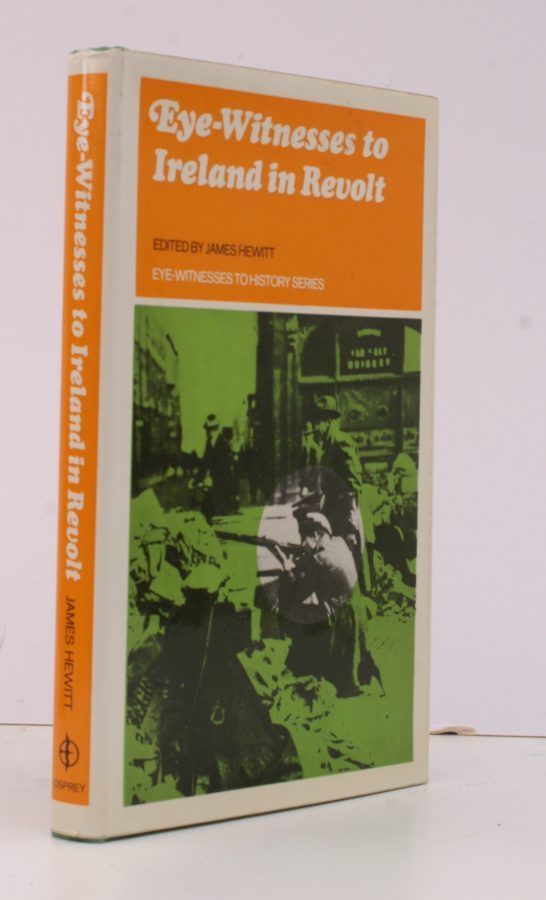 Eye-Witnesses to
Ireland in Revolt
EDITED BY JAMES HEWITT
EYE-WITNESSES TO HISTORY SERIES
Eye-Witnesses to Ireland in Revolt
JAMES HEWITT
OSPREY